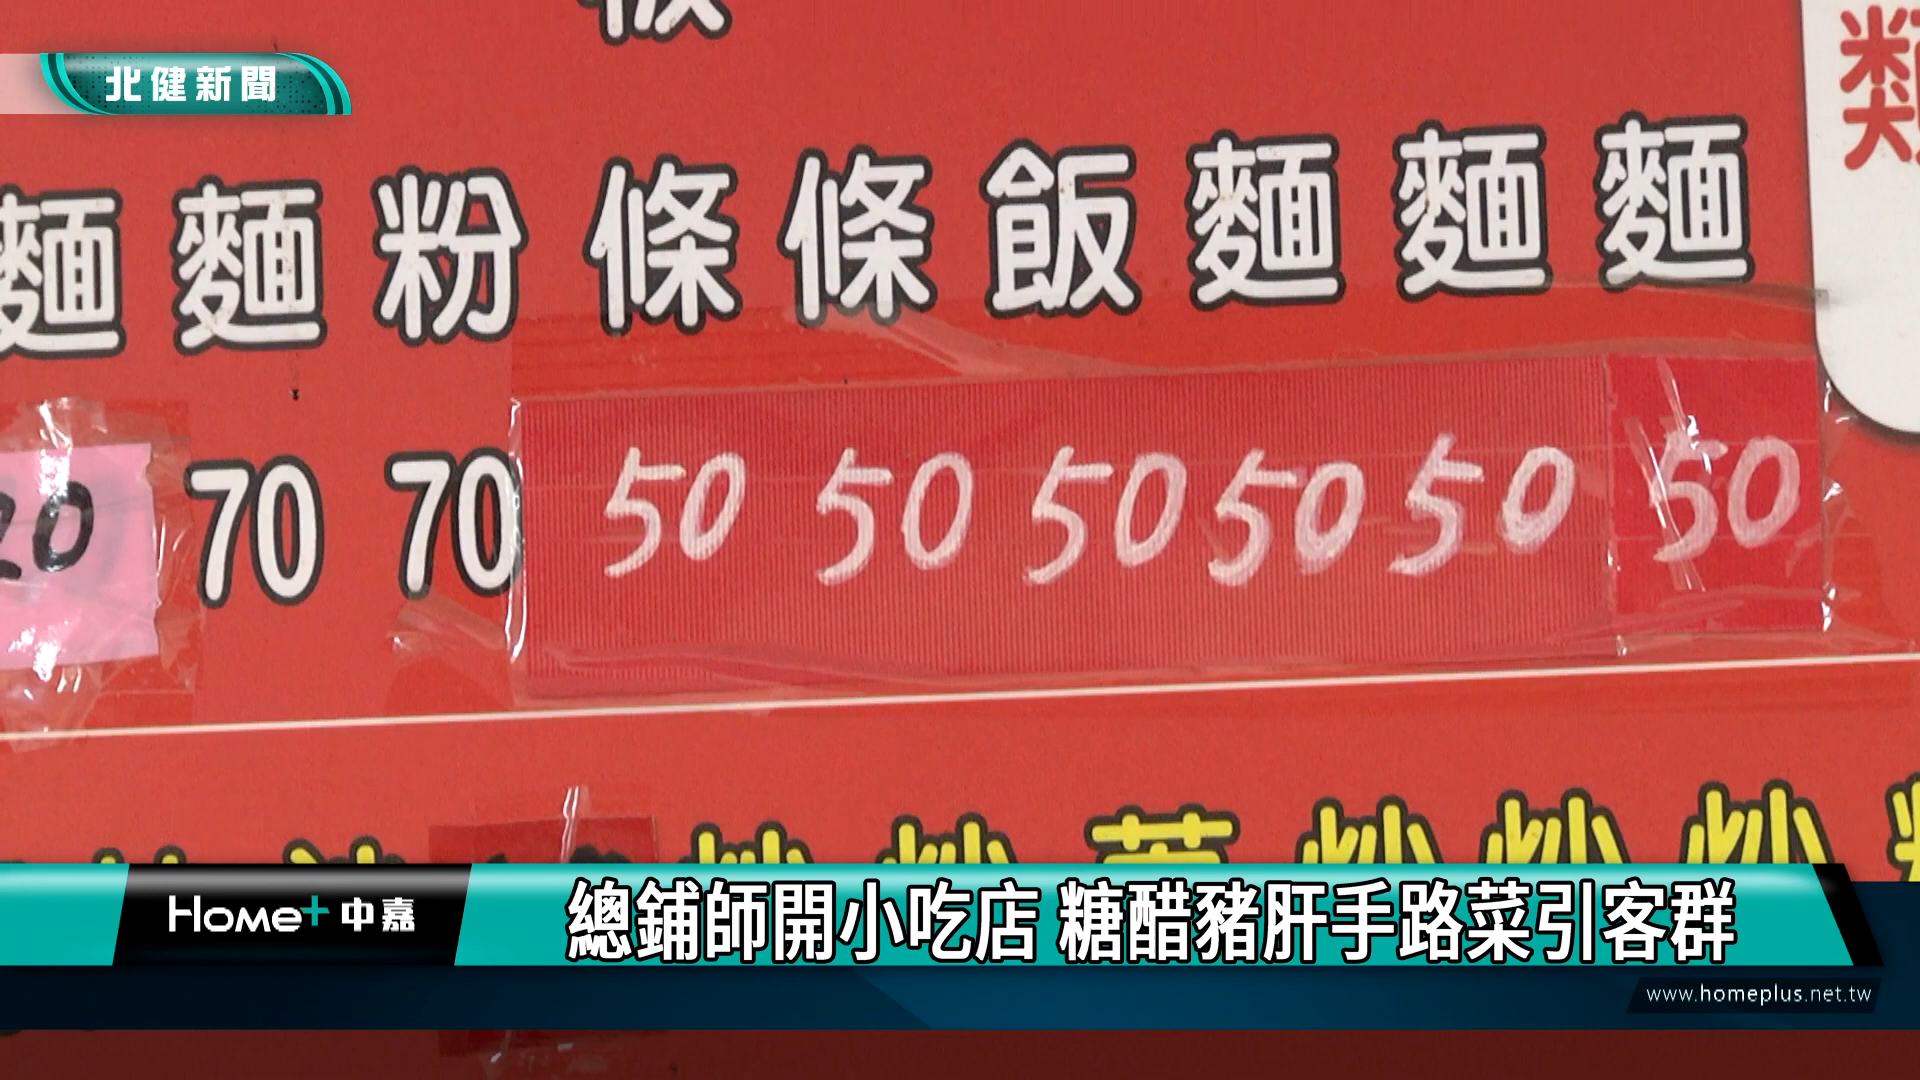 北健新聞
類
麵 麵 粉 條 條 飯 麵 麵 麵
20 70 70 50 50 50 50 50 50
Home+ 中嘉
總鋪師開小吃店 糖醋豬肝手路菜引客群
www.homeplus.net.tw